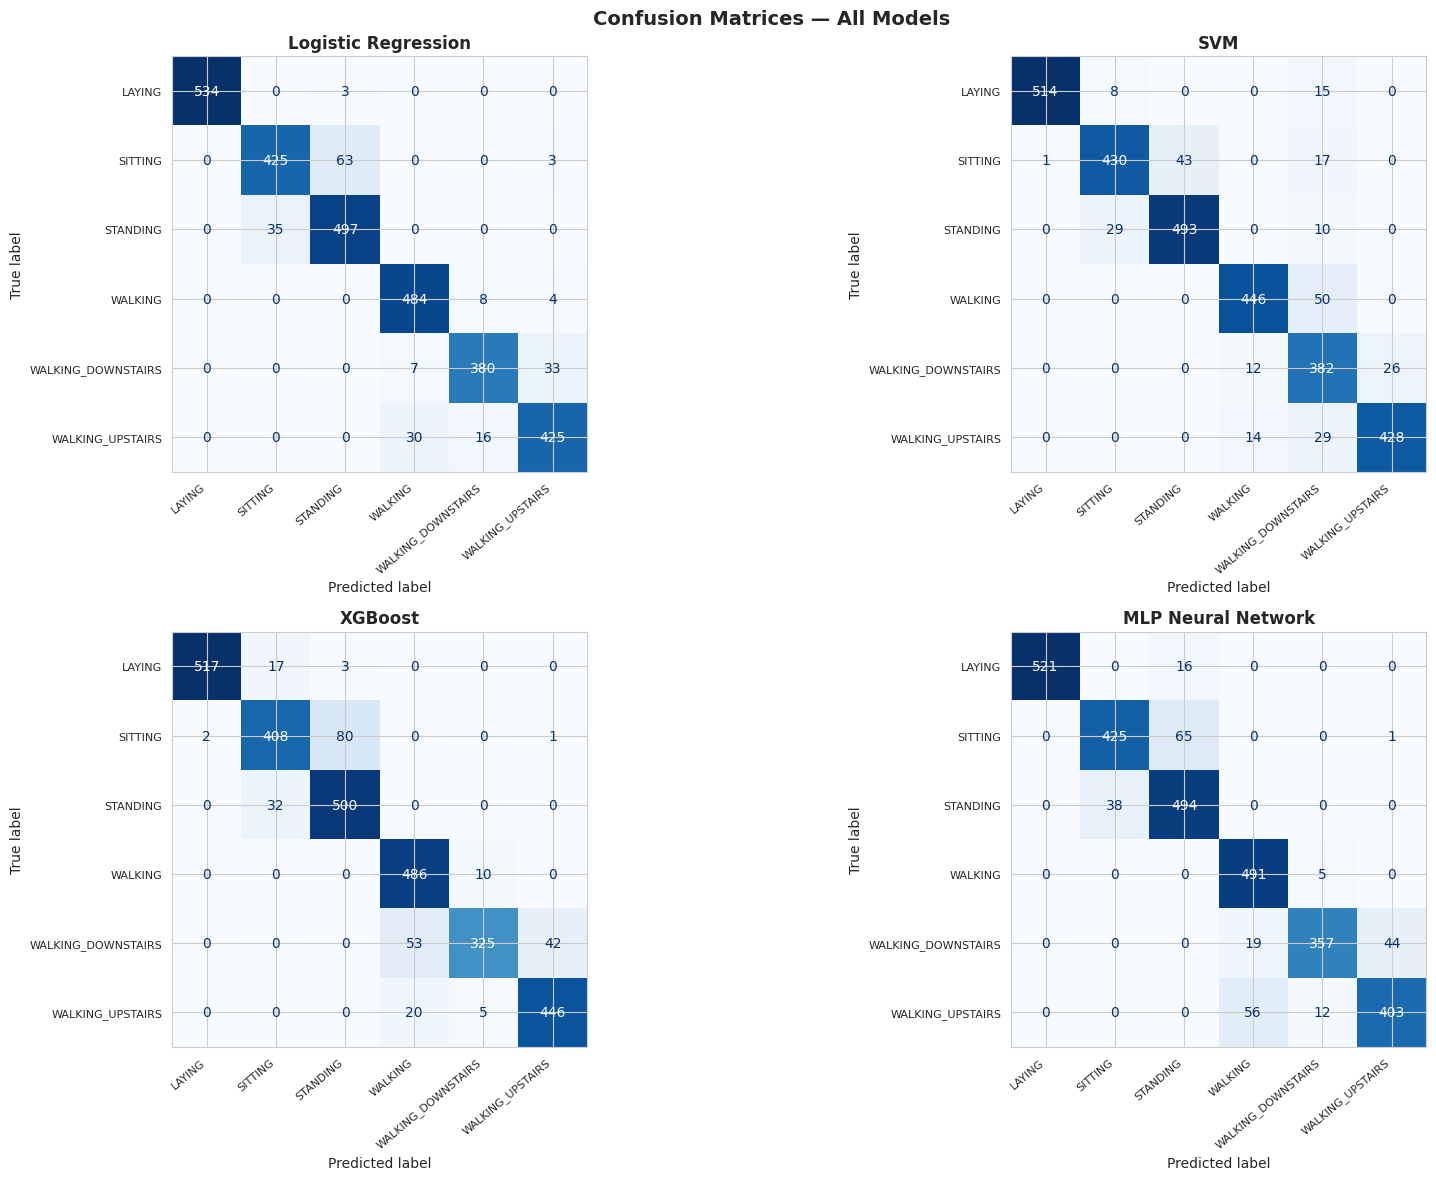 Confusion Matrices — All Models
Logistic Regression
True label
LAYING 534 0 3 0 0 0
SITTING 0 425 63 0 0 3
STANDING 0 35 497 0 0 0
WALKING 0 0 0 484 8 4
WALKING_DOWNSTAIRS 0 0 0 7 380 33
WALKING_UPSTAIRS 0 0 0 30 16 425
LAYING SITTING STANDING WALKING WALKING_DOWNSTAIRS WALKING_UPSTAIRS
Predicted label
SVM
True label
LAYING 514 8 0 0 15 0
SITTING 1 430 43 0 17 0
STANDING 0 29 493 0 10 0
WALKING 0 0 0 446 50 0
WALKING_DOWNSTAIRS 0 0 0 12 382 26
WALKING_UPSTAIRS 0 0 0 14 29 428
LAYING SITTING STANDING WALKING WALKING_DOWNSTAIRS WALKING_UPSTAIRS
Predicted label
XGBoost
True label
LAYING 517 17 3 0 0 0
SITTING 2 408 80 0 0 1
STANDING 0 32 500 0 0 0
WALKING 0 0 0 486 10 0
WALKING_DOWNSTAIRS 0 0 0 53 325 42
WALKING_UPSTAIRS 0 0 0 20 5 446
LAYING SITTING STANDING WALKING WALKING_DOWNSTAIRS WALKING_UPSTAIRS
Predicted label
MLP Neural Network
True label
LAYING 521 0 16 0 0 0
SITTING 0 425 65 0 0 1
STANDING 0 38 494 0 0 0
WALKING 0 0 0 491 5 0
WALKING_DOWNSTAIRS 0 0 0 19 357 44
WALKING_UPSTAIRS 0 0 0 56 12 403
LAYING SITTING STANDING WALKING WALKING_DOWNSTAIRS WALKING_UPSTAIRS
Predicted label